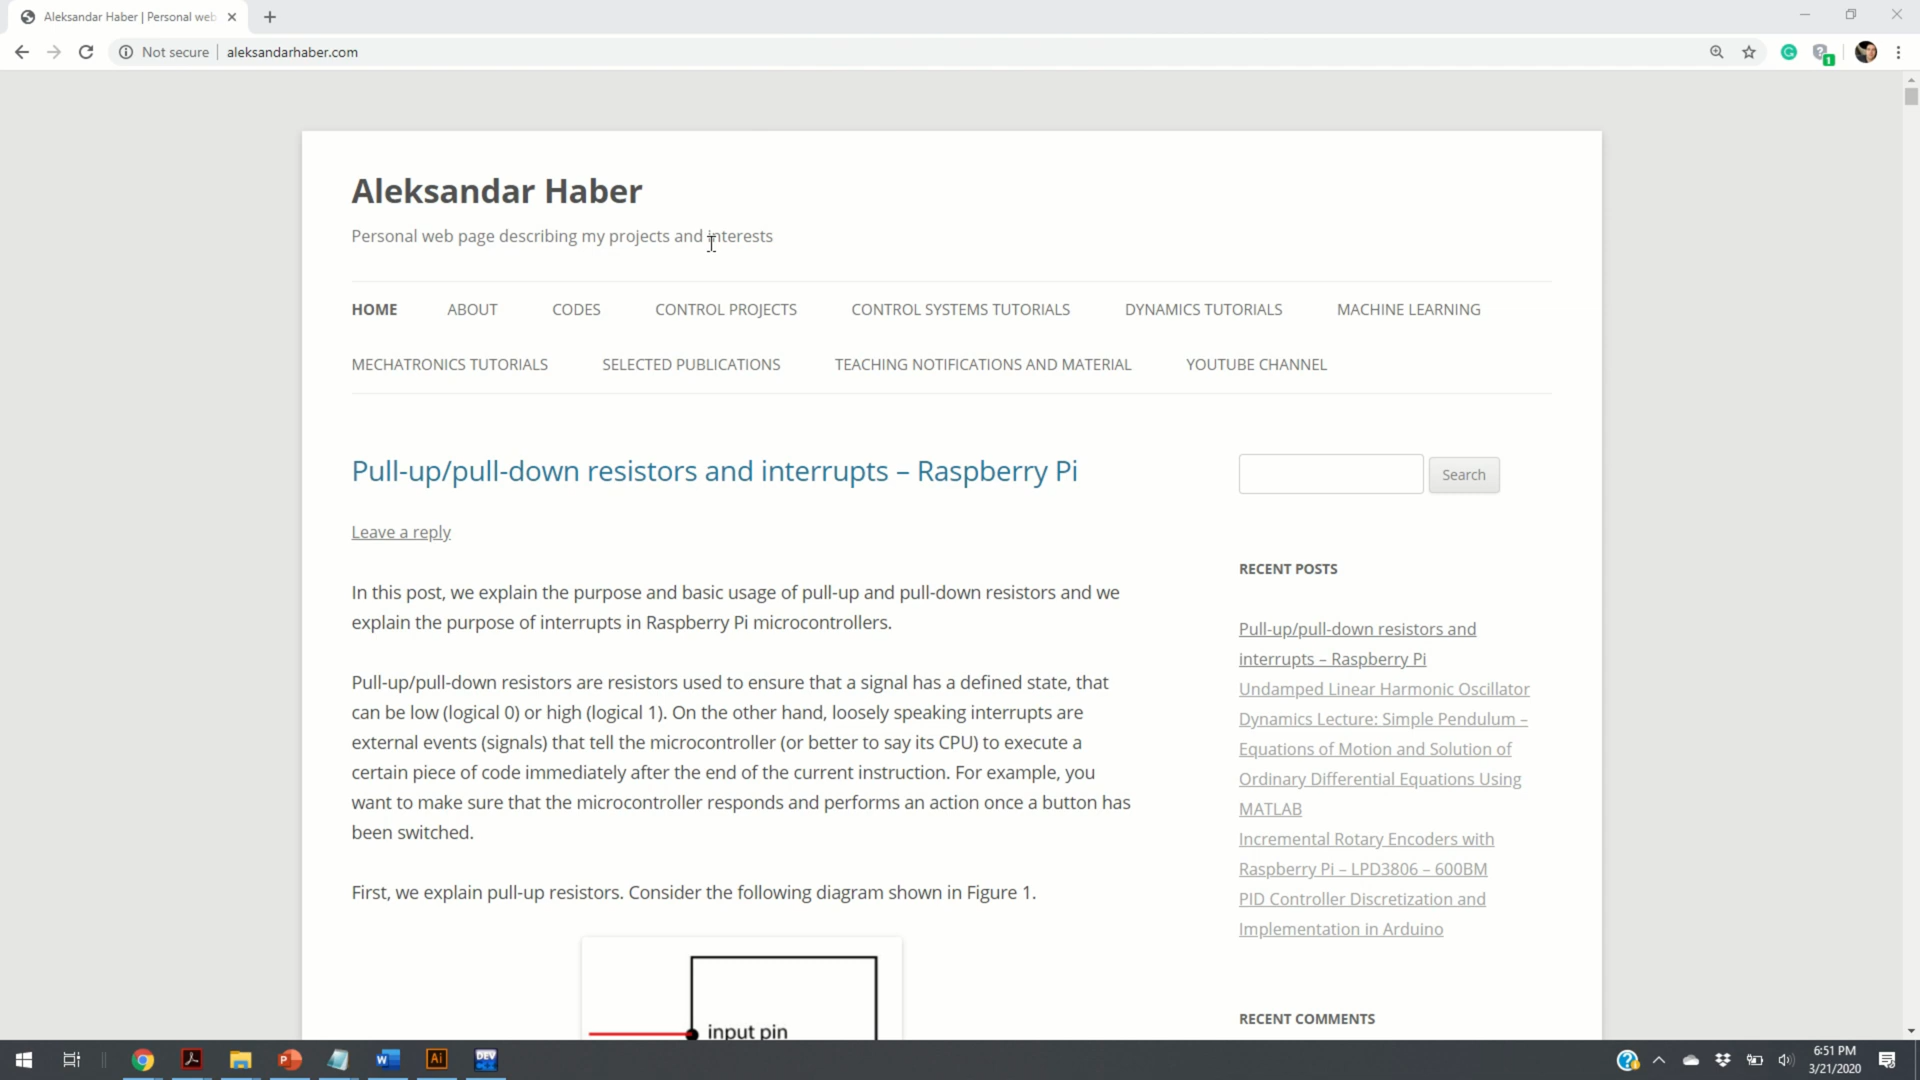 Aleksandar Haber | Personal web
Not secure
aleksandarhaber.com
1
Aleksandar Haber
Personal web page describing my projects and interests
HOME ABOUT CODES CONTROL PROJECTS CONTROL SYSTEMS TUTORIALS DYNAMICS TUTORIALS MACHINE LEARNING
MECHATRONICS TUTORIALS SELECTED PUBLICATIONS TEACHING NOTIFICATIONS AND MATERIAL YOUTUBE CHANNEL
Pull-up/pull-down resistors and interrupts – Raspberry Pi
Leave a reply
In this post, we explain the purpose and basic usage of pull-up and pull-down resistors and we
explain the purpose of interrupts in Raspberry Pi microcontrollers.
Pull-up/pull-down resistors are resistors used to ensure that a signal has a defined state, that
can be low (logical 0) or high (logical 1). On the other hand, loosely speaking interrupts are
external events (signals) that tell the microcontroller (or better to say its CPU) to execute a
certain piece of code immediately after the end of the current instruction. For example, you
want to make sure that the microcontroller responds and performs an action once a button has
been switched.
First, we explain pull-up resistors. Consider the following diagram shown in Figure 1.
input pin
Search
RECENT POSTS
Pull-up/pull-down resistors and
interrupts – Raspberry Pi
Undamped Linear Harmonic Oscillator
Dynamics Lecture: Simple Pendulum –
Equations of Motion and Solution of
Ordinary Differential Equations Using
MATLAB
Incremental Rotary Encoders with
Raspberry Pi – LPD3806 – 600BM
PID Controller Discretization and
Implementation in Arduino
RECENT COMMENTS
Ai
DEV
6:51 PM
3/21/2020